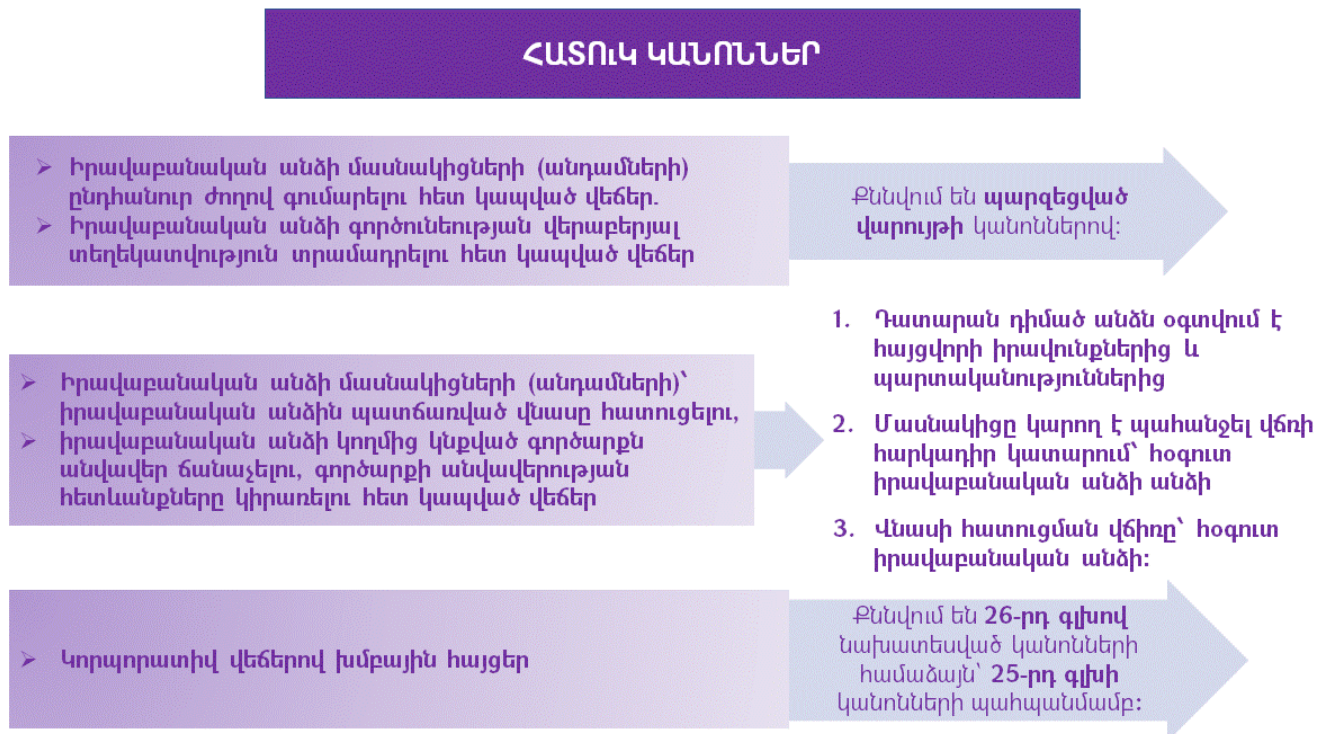 ՀԱՏՈւԿ ԿԱՆՈՆՆԵՐ
➢ Իրավաբանական անձի մասնակիցների (անդամների)
ընդհանուր ժողով գումարելու հետ կապված վեճեր.
➢ Իրավաբանական անձի գործունեության վերաբերյալ
տեղեկատվություն տրամադրելու հետ կապված վեճեր
Քննվում են պարզեցված
վարույթի կանոններով:
➢ Իրավաբանական անձի մասնակիցների (անդամների)՝
իրավաբանական անձին պատճառված վնասը հատուցելու,
➢ իրավաբանական անձի կողմից կնքված գործարքն
անվավեր ճանաչելու, գործարքի անվավերության
հետևանքները կիրառելու հետ կապված վեճեր
1. Դատարան դիմած անձն օգտվում է
հայցվորի իրավունքներից և
պարտականություններից
2. Մասնակիցը կարող է պահանջել վճռի
հարկադիր կատարում՝ հօգուտ
իրավաբանական անձի անձի
3. Վնասի հատուցման վճիռը՝ հօգուտ
իրավաբանական անձի:
➢ Կորպորատիվ վեճերով խմբային հայցեր
Քննվում են 26-րդ գլխով
նախատեսված կանոնների
համաձայն՝ 25-րդ գլխի
կանոնների պահպանմամբ: